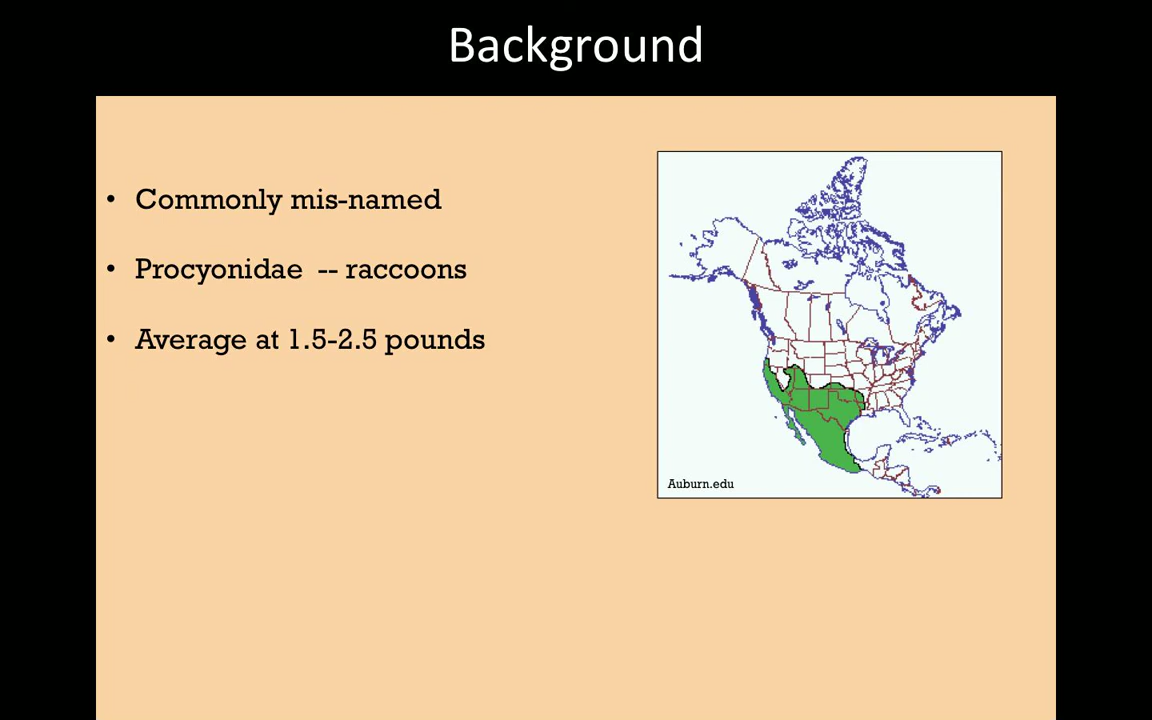 Background
• Commonly mis-named
• Procyonidae -- raccoons
• Average at 1.5-2.5 pounds
Auburn.edu